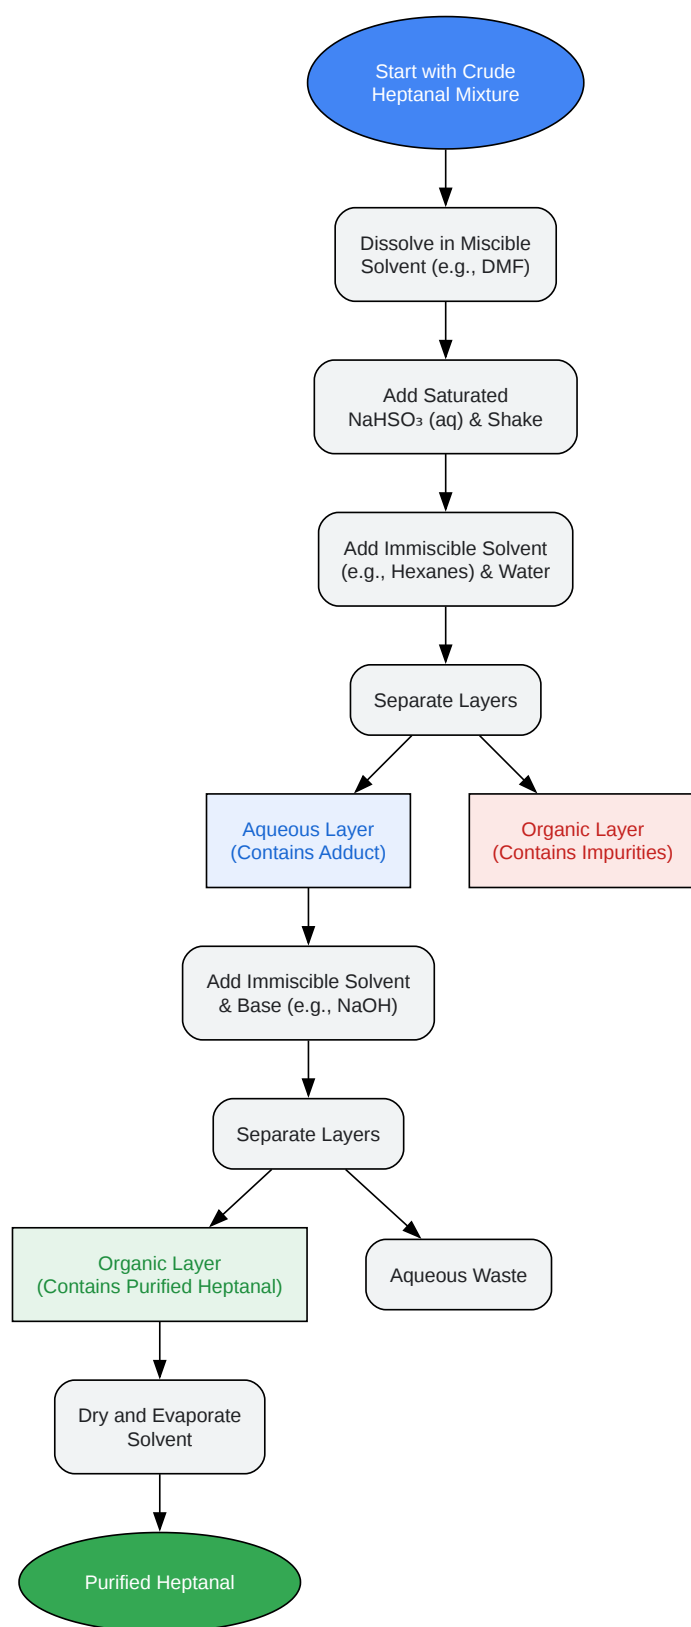 Start with Crude
Heptanal Mixture
Dissolve in Miscible
Solvent (e.g., DMF)
Add Saturated
NaHSO₃ (aq) & Shake
Add Immiscible Solvent
(e.g., Hexanes) & Water
Separate Layers
Aqueous Layer
(Contains Adduct)
Organic Layer
(Contains Impurities)
Add Immiscible Solvent
& Base (e.g., NaOH)
Separate Layers
Organic Layer
(Contains Purified Heptanal)
Aqueous Waste
Dry and Evaporate
Solvent
Purified Heptanal